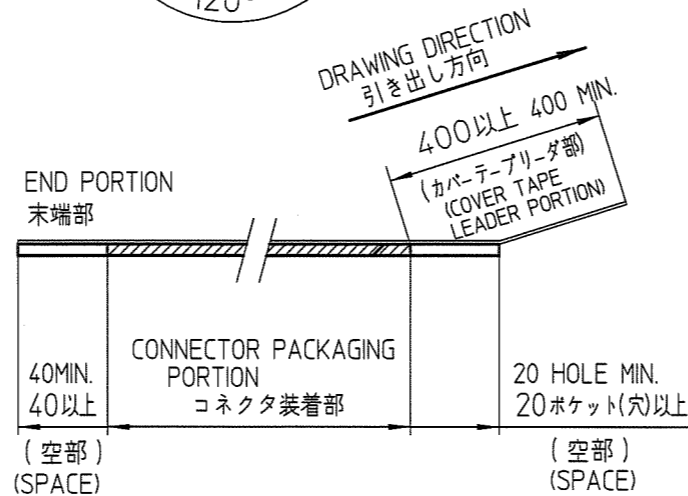 120°
DRAWING DIRECTION
引き出し方向
400以上 400 MIN.
(カバーテープリーダ部)
(COVER TAPE
LEADER PORTION)
END PORTION
末端部
CONNECTOR PACKAGING
PORTION
コネクタ装着部
40MIN.
40以上
20 HOLE MIN.
20ポケット(穴)以上
(空部)
(SPACE)
(空部)
(SPACE)